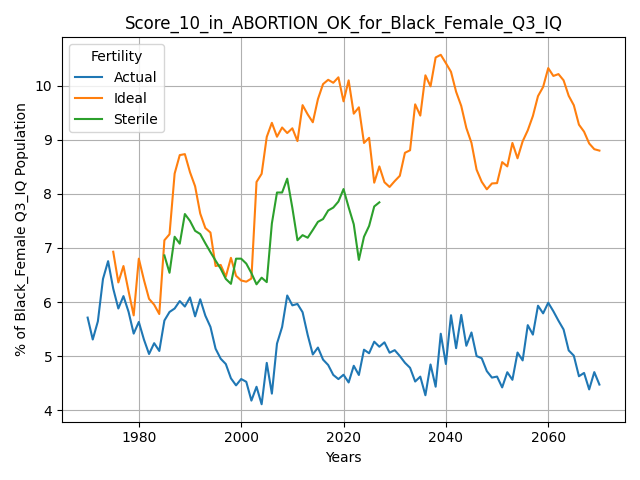 Score_10_in_ABORTION_OK_for_Black_Female_Q3_IQ
Fertility
Actual
Ideal
Sterile
% of Black_Female Q3_IQ Population
10
9
8
7
6
5
4
1980
2000
2020
2040
2060
Years